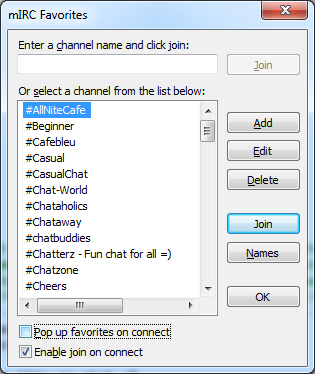 mIRC Favorites
Enter a channel name and click join:
Join
Or select a channel from the list below:
#AllNiteCafe
#Beginner
#Cafebleu
#Casual
#CasualChat
#Chat-World
#Chataholics
#Chataway
#chatbuddies
#Chatterz - Fun chat for all =)
#Chatzone
#Cheers
Add
Edit
Delete
Join
Names
OK
Pop up favorites on connect
Enable join on connect